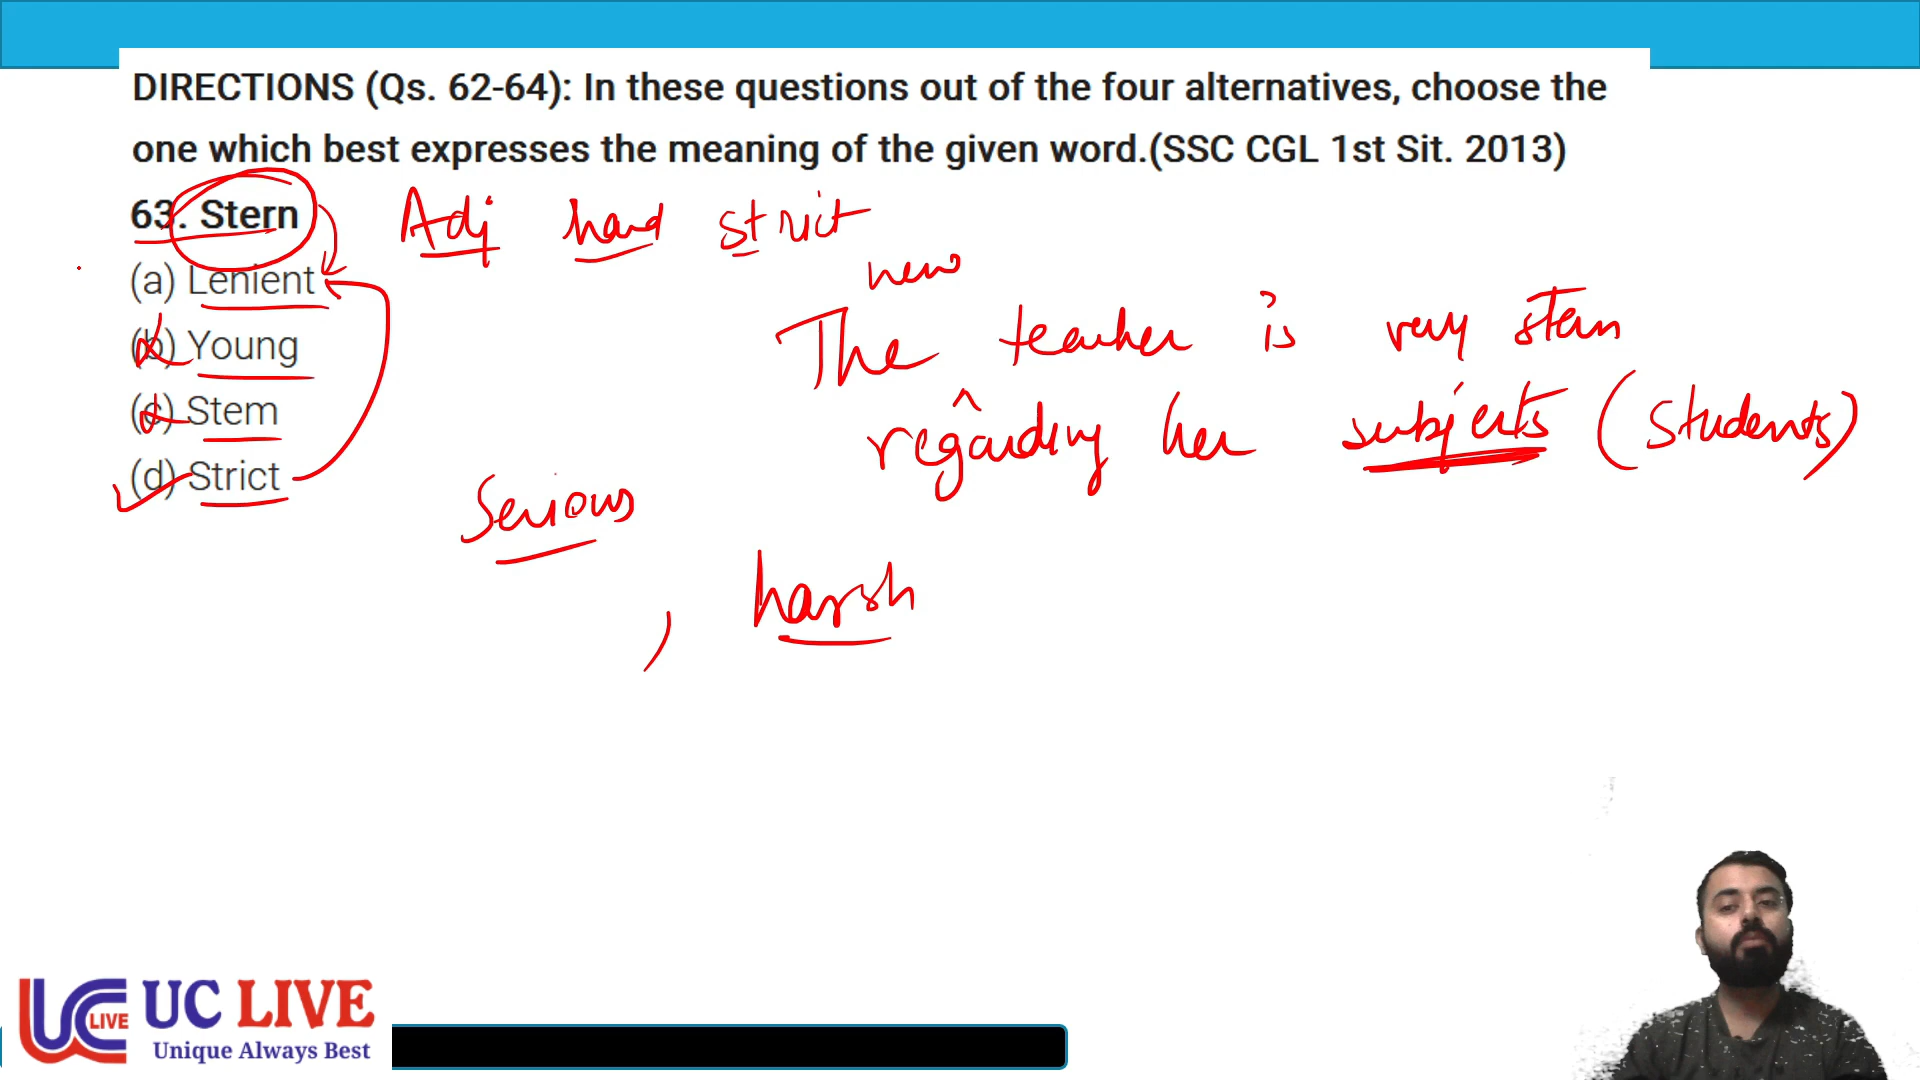 DIRECTIONS (Qs. 62-64): In these questions out of the four alternatives, choose the
one which best expresses the meaning of the given word.(SSC CGL 1st Sit. 2013)
63. Stern Adj hard strict
(a) Lenient
new
The teacher is very stern
(b) Young
(c) Stem
regarding her subjects (students)
(d) Strict
Serious
, harsh
LIVE
UC LIVE
Unique Always Best